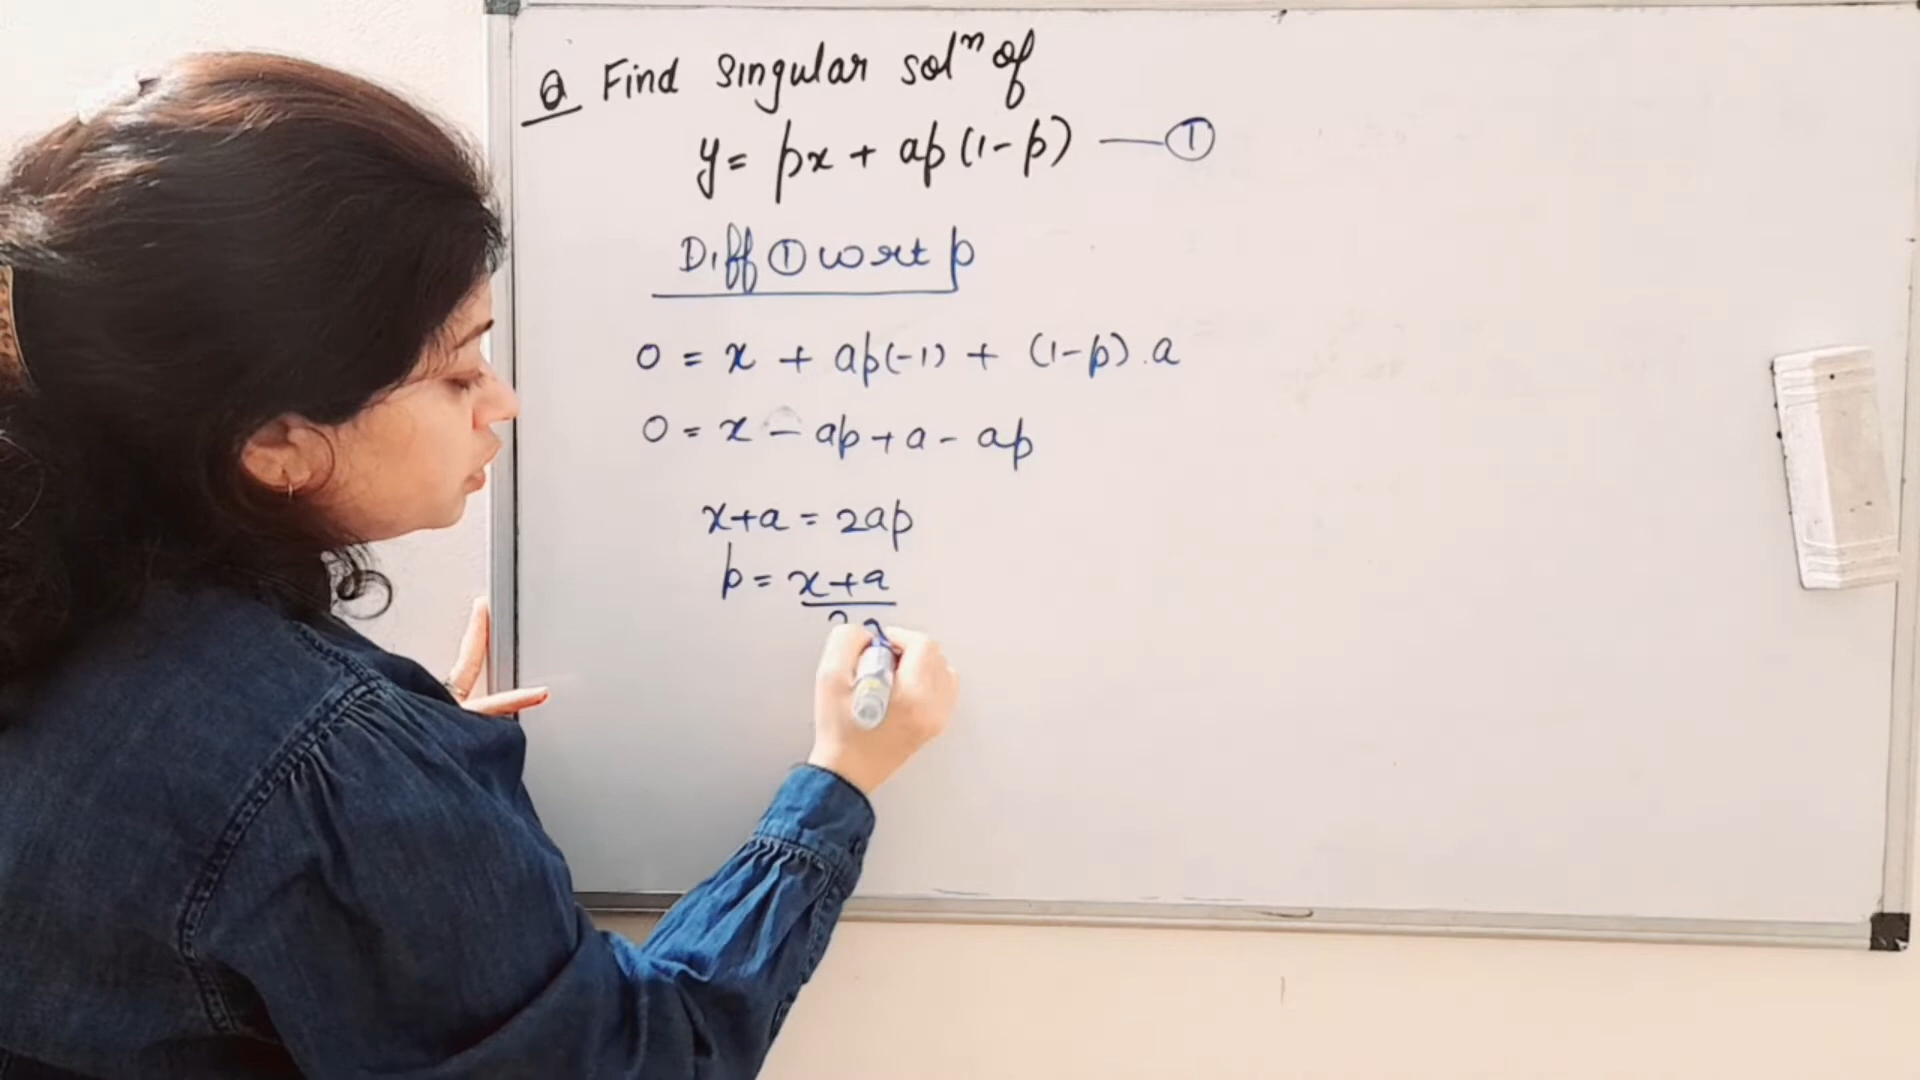 Q Find singular solⁿ of
y = px + ap(1-p) — ①
Diff ① wrt p
0 = x + ap(-1) + (1-p).a
0 = x - ap + a - ap
x+a = 2ap
p = x+a